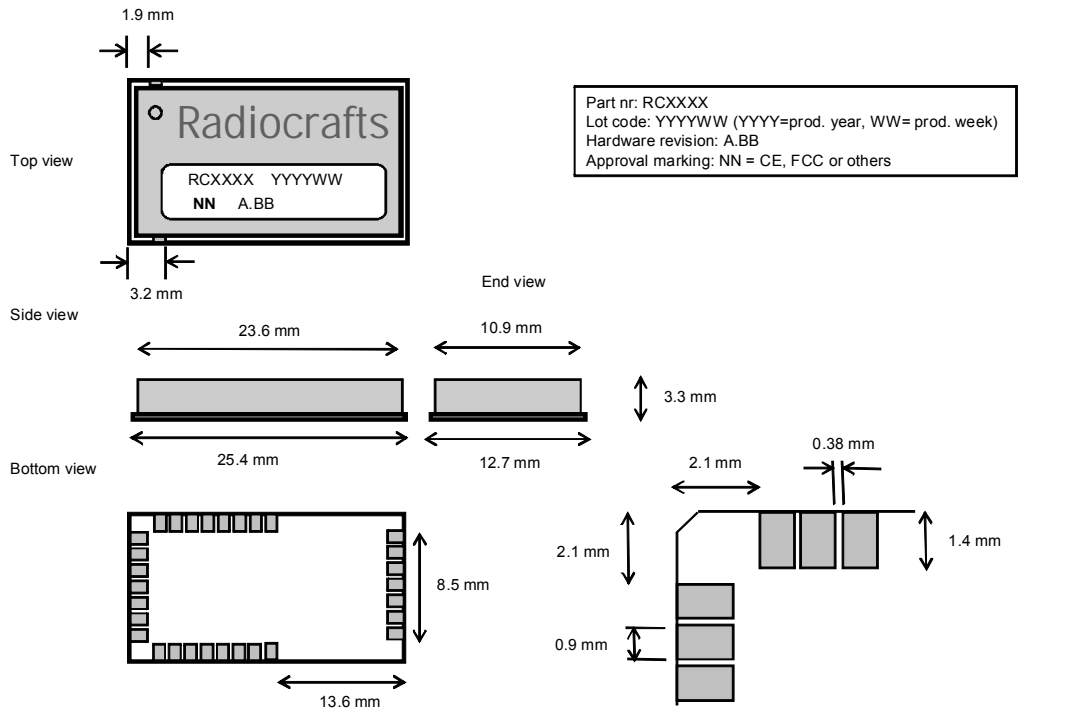 1.9 mm
Radiocrafts
RCXXXX YYYYWW
NN A.BB
Part nr: RCXXXX
Lot code: YYYYWW (YYYY=prod. year, WW= prod. week)
Hardware revision: A.BB
Approval marking: NN = CE, FCC or others
Top view
3.2 mm
End view
Side view
23.6 mm
10.9 mm
3.3 mm
25.4 mm
12.7 mm
Bottom view
0.38 mm
2.1 mm
2.1 mm
1.4 mm
8.5 mm
0.9 mm
13.6 mm